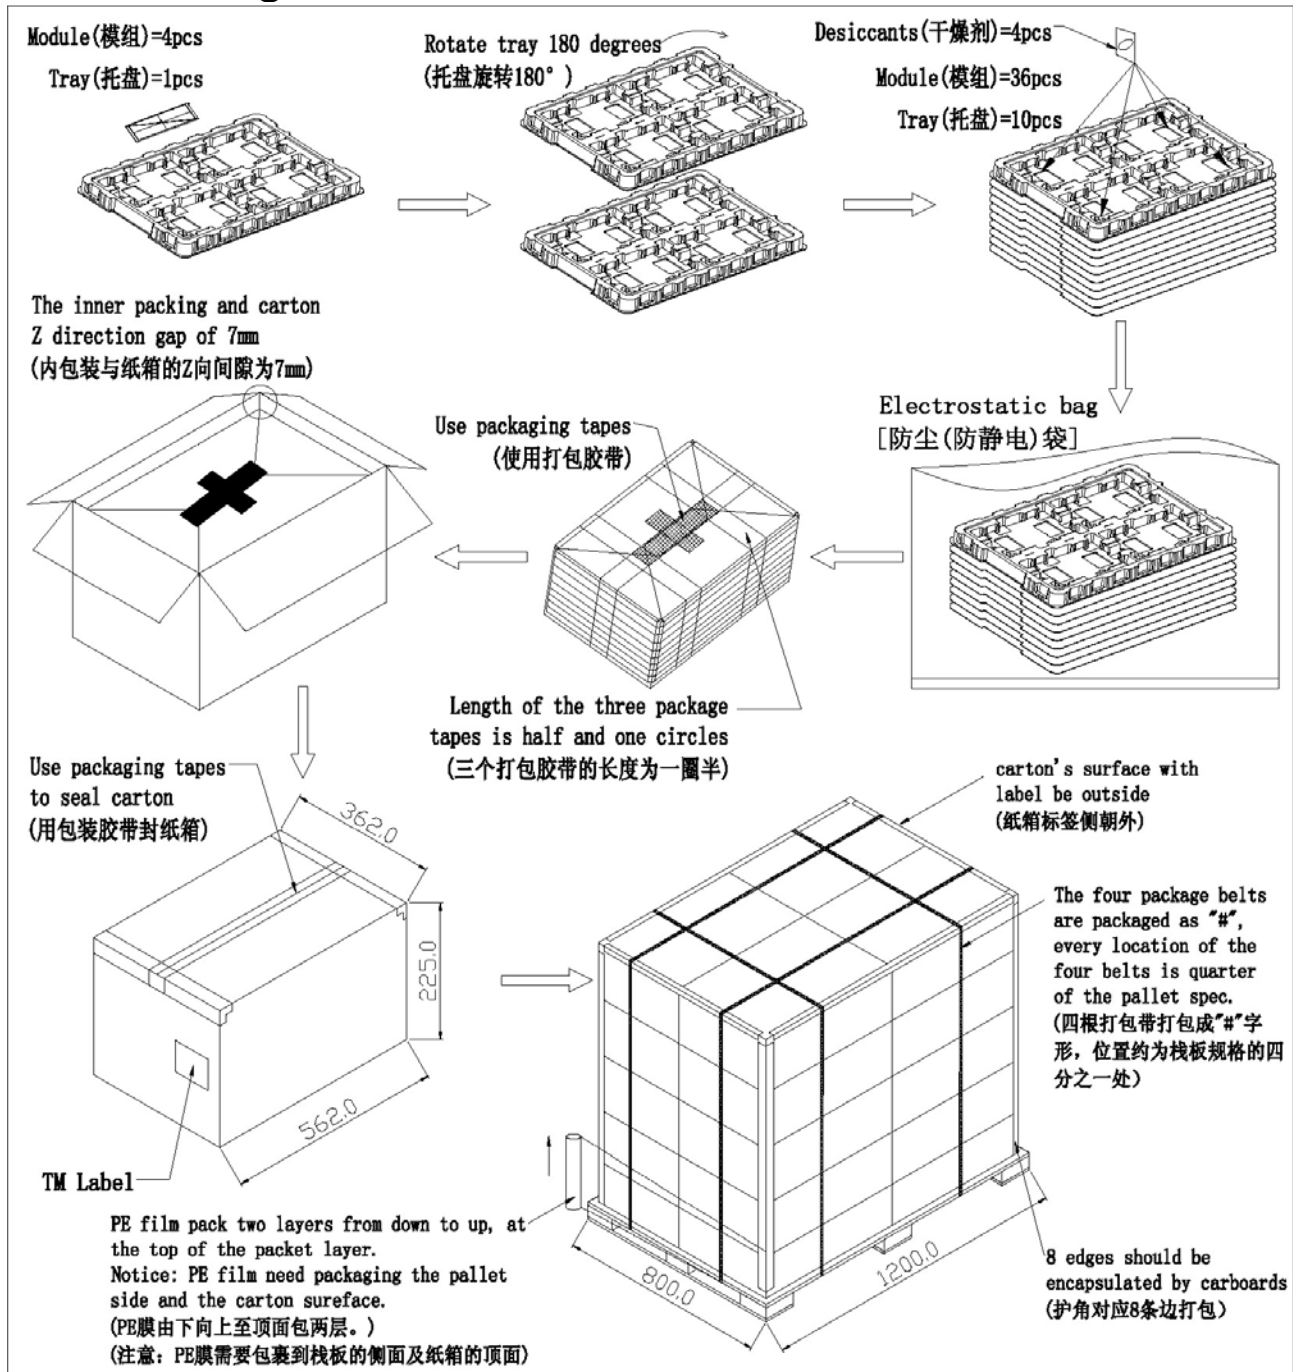 Module(模组)=4pcs
Tray(托盘)=1pcs
Rotate tray 180 degrees
(托盘旋转180°)
Desiccants(干燥剂)=4pcs
Module(模组)=36pcs
Tray(托盘)=10pcs
The inner packing and carton
Z direction gap of 7mm
(内包装与纸箱的Z向间隙为7mm)
Use packaging tapes
(使用打包胶带)
Electrostatic bag
[防尘(防静电)袋]
Length of the three package
tapes is half and one circles
(三个打包胶带的长度为一圈半)
Use packaging tapes
to seal carton
(用包装胶带封纸箱)
362.0
225.0
562.0
TM Label
carton's surface with
label be outside
(纸箱标签侧朝外)
The four package belts
are packaged as "#",
every location of the
four belts is quarter
of the pallet spec.
(四根打包带打包成"#"字
形, 位置约为栈板规格的四
分之一处)
PE film pack two layers from down to up, at
the top of the packet layer.
Notice: PE film need packaging the pallet
side and the carton sureface.
(PE膜由下向上至顶面包两层。)
(注意: PE膜需要包裹到栈板的侧面及纸箱的顶面)
800.0
1200.0
8 edges should be
encapsulated by carboards
(护角对应8条边打包)